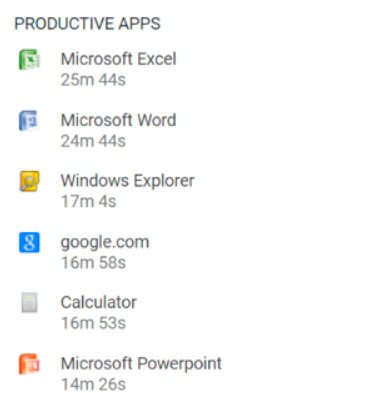 PRODUCTIVE APPS
Microsoft Excel
25m 44s
Microsoft Word
24m 44s
Windows Explorer
17m 4s
google.com
16m 58s
Calculator
16m 53s
Microsoft Powerpoint
14m 26s